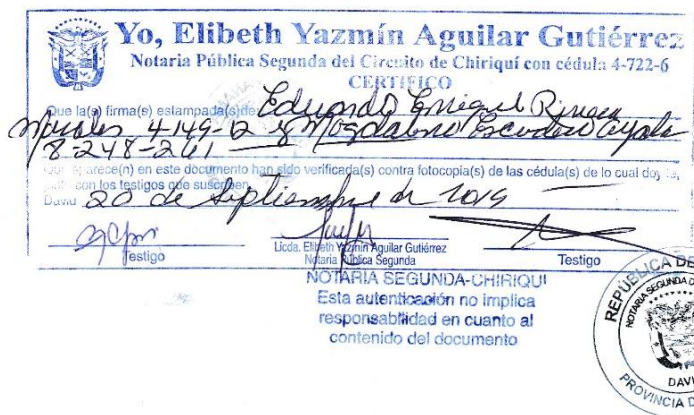 Yo, Elibeth Yazmín Aguilar Gutiérrez
Notaria Pública Segunda del Circuito de Chiriquí con cédula 4-722-6
CERTIFICO
Que la(s) firma(s) estampada(s) de: Eduardo Enrique
Morales 4-149-12 y Magdaleno Escudero Ayala
8-248-261
en este documento han sido verificada(s) contra fotocopia(s) de las cédula(s) de lo cual doy fe,
con los testigos que suscriben.
David 20 de Septiembre de 2019
Testigo
Licda. Elibeth Yazmin Aguilar Gutiérrez
Notaria Pública Segunda
Testigo
NOTARIA SEGUNDA-CHIRIQUI
Esta autenticación no implica
responsabilidad en cuanto al
contenido del documento
REPÚBLICA DE
NOTARIA SEGUNDA D
DAVI
PROVINCIA D